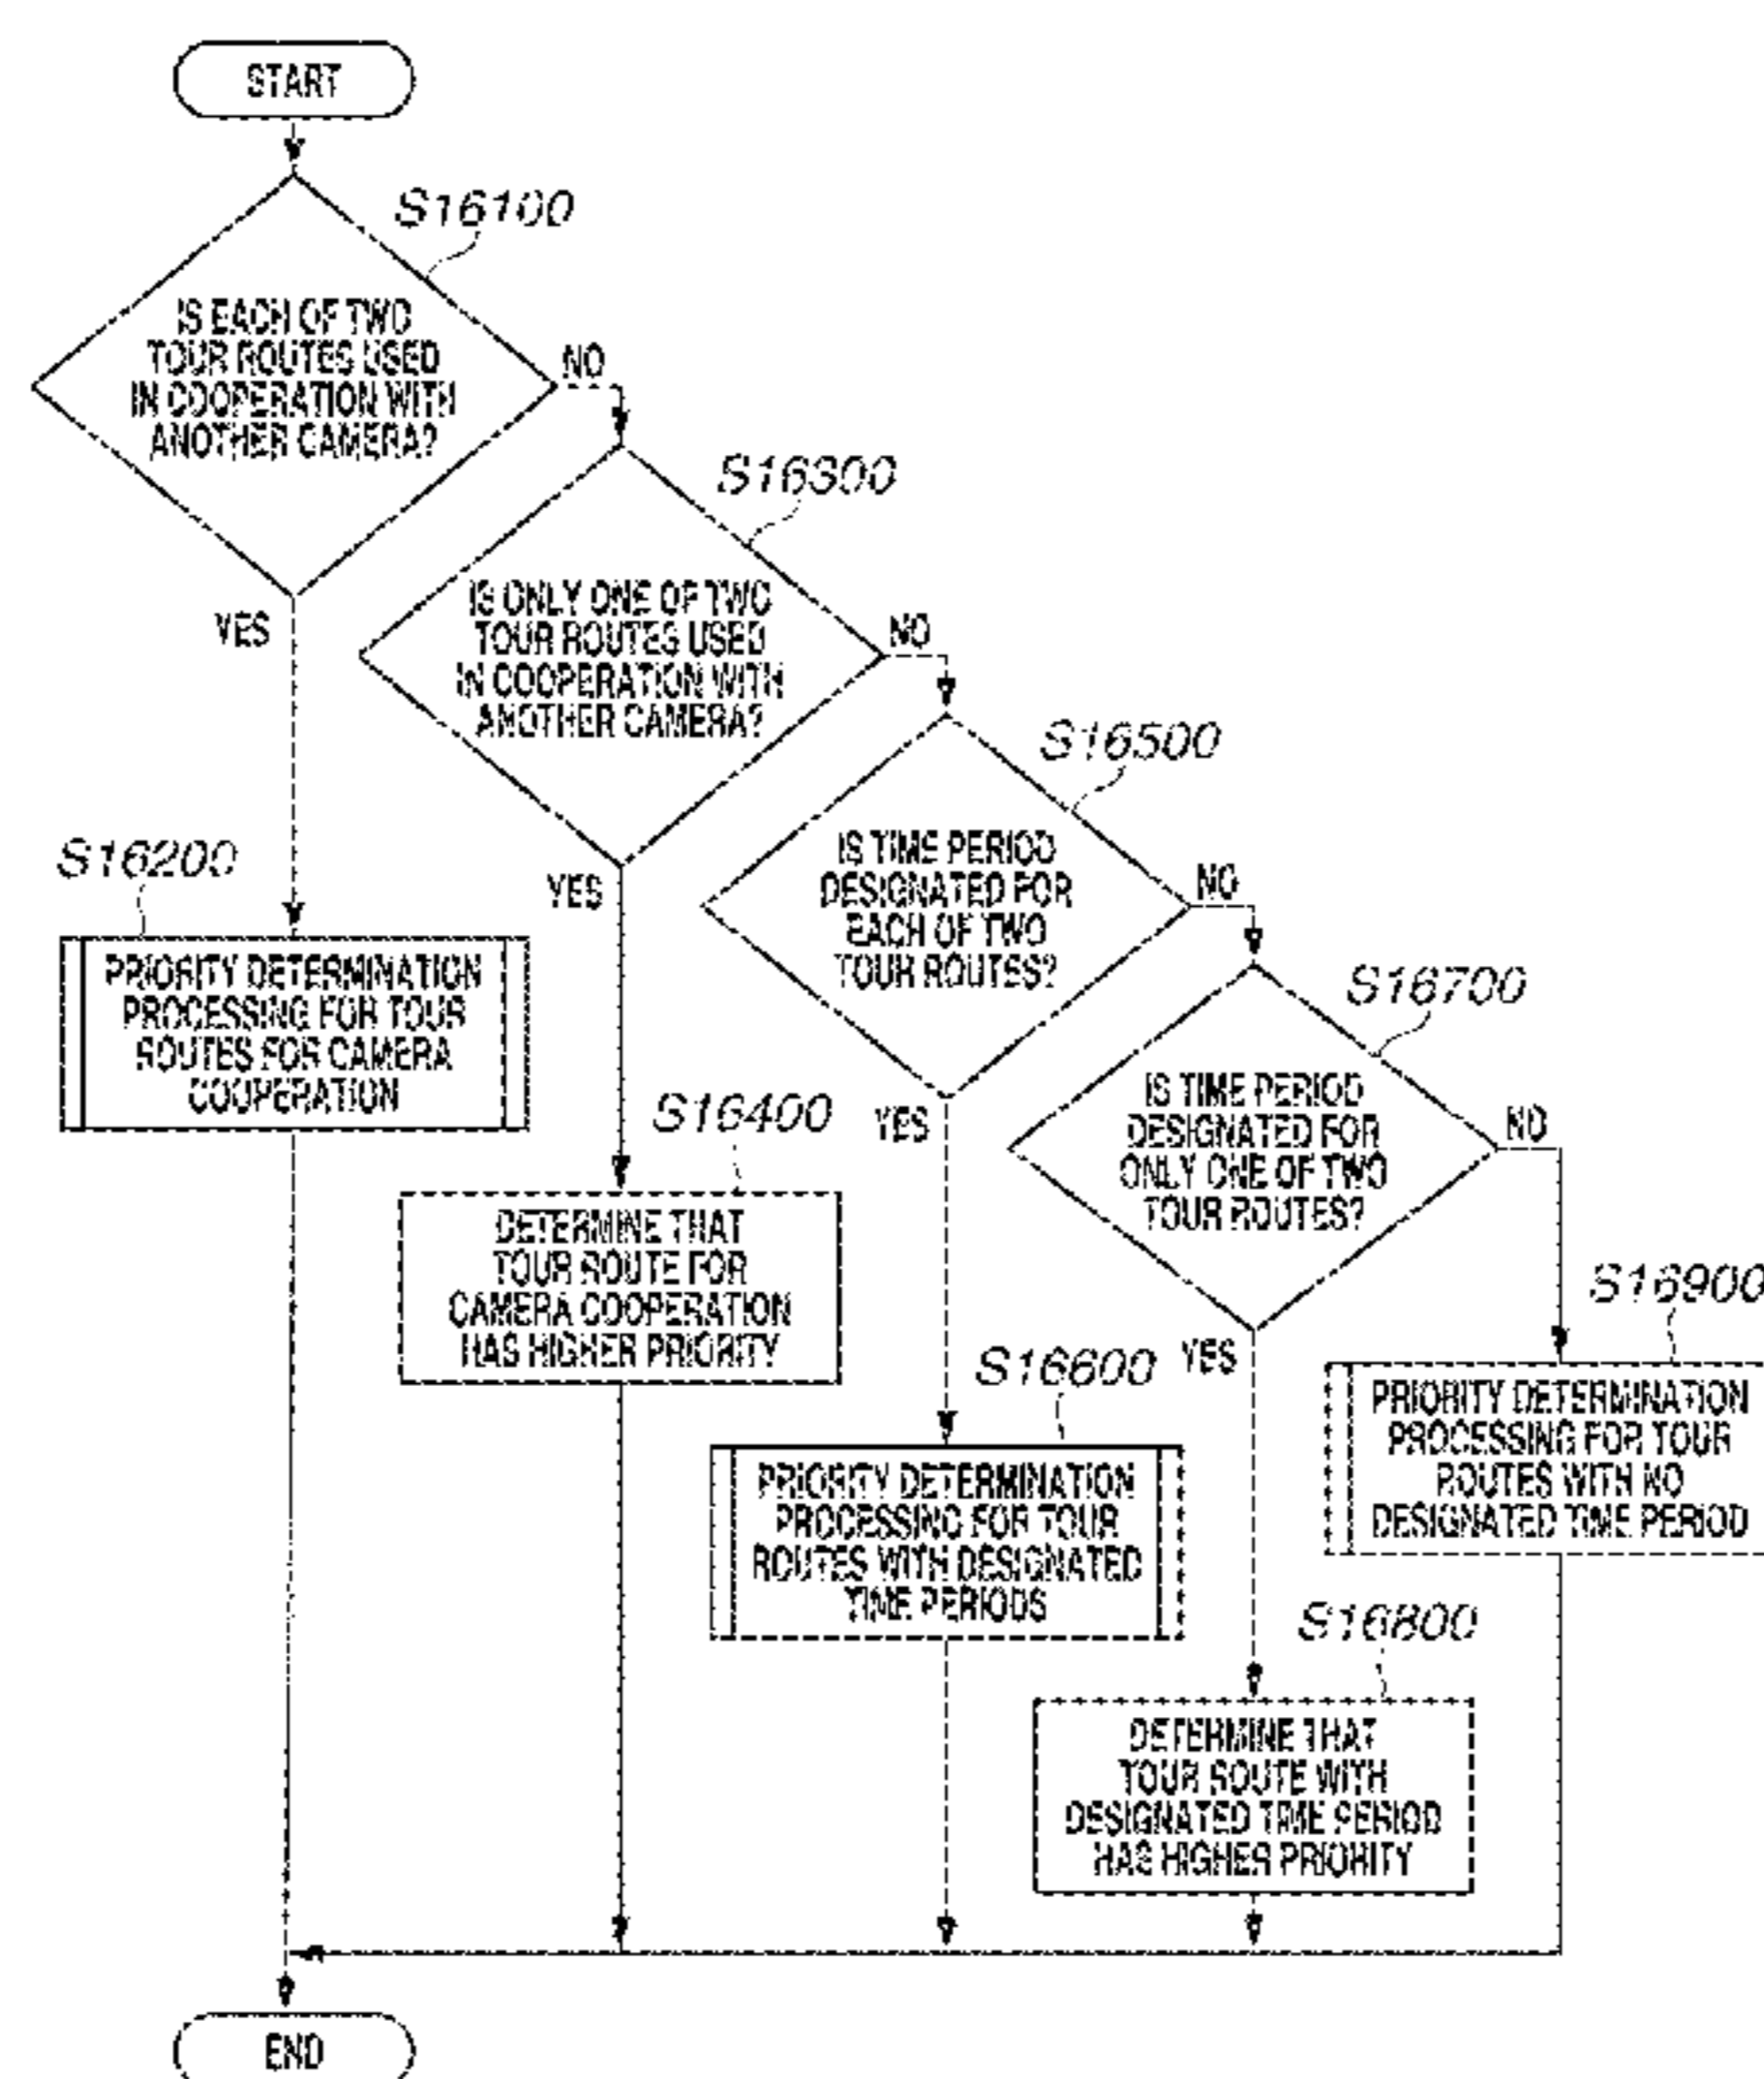 START
S16100
IS EACH OF TWO
TOUR ROUTES USED
IN COOPERATION WITH
ANOTHER CAMERA?
NO
YES
S16300
IS ONLY ONE OF TWO
TOUR ROUTES USED
IN COOPERATION WITH
ANOTHER CAMERA?
NO
YES
S16500
IS TIME PERIOD
DESIGNATED FOR
EACH OF TWO
TOUR ROUTES?
NO
YES
S16700
IS TIME PERIOD
DESIGNATED FOR
ONLY ONE OF TWO
TOUR ROUTES?
NO
YES
S16200
PRIORITY DETERMINATION
PROCESSING FOR TOUR
ROUTES FOR CAMERA
COOPERATION
S16400
DETERMINE THAT
TOUR ROUTE FOR
CAMERA COOPERATION
HAS HIGHER PRIORITY
S16600
PRIORITY DETERMINATION
PROCESSING FOR TOUR
ROUTES WITH DESIGNATED
TIME PERIODS
S16900
PRIORITY DETERMINATION
PROCESSING FOR TOUR
ROUTES WITH NO
DESIGNATED TIME PERIOD
S16800
DETERMINE THAT
TOUR ROUTE WITH
DESIGNATED TIME PERIOD
HAS HIGHER PRIORITY
END